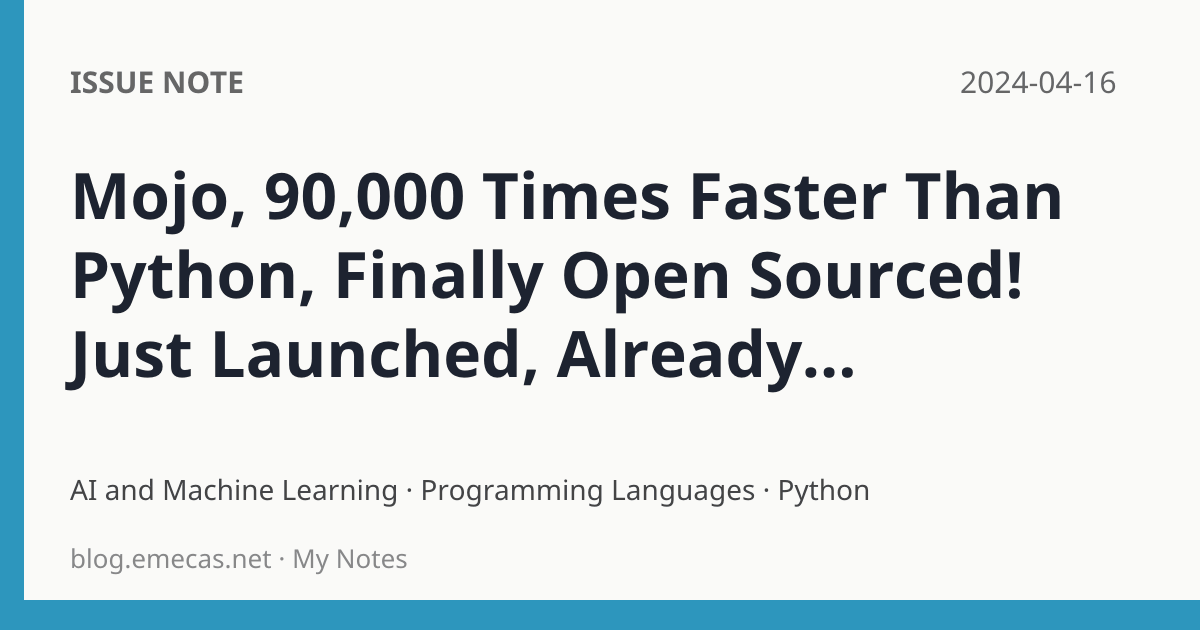 ISSUE NOTE
2024-04-16
Mojo, 90,000 Times Faster Than
Python, Finally Open Sourced!
Just Launched, Already...
AI and Machine Learning · Programming Languages · Python
blog.emecas.net · My Notes